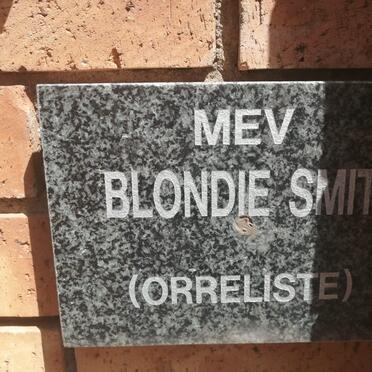 MEV
BLONDIE SMIT
(ORRELISTE)